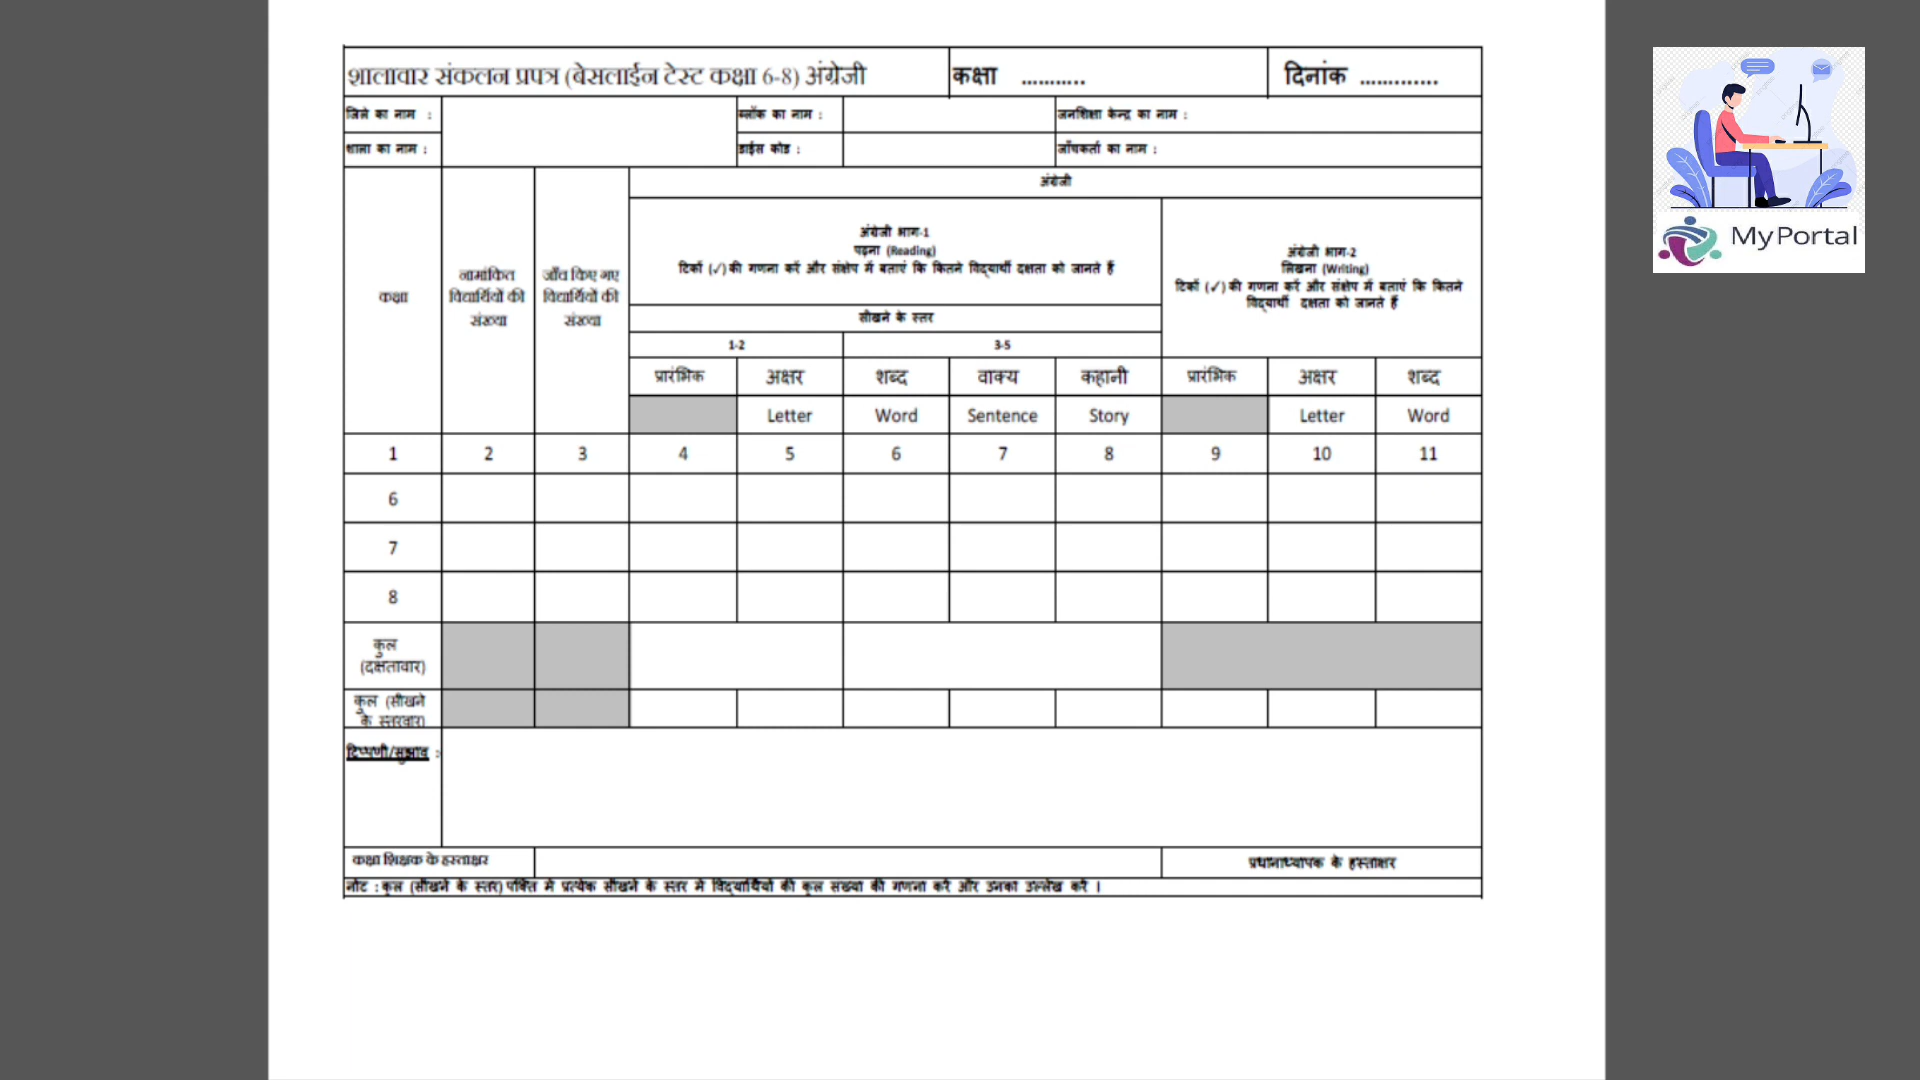 शालावार संकलन प्रपत्र (बेसलाईन टेस्ट कक्षा 6-8) अंग्रेजी कक्षा ........... दिनांक .............
जिले का नाम : ब्लॉक का नाम : जनशिक्षा केन्द्र का नाम :
शाला का नाम : डाईस कोड : जाँचकर्ता का नाम :
अंग्रेजी
कक्षा
नामांकित
विद्यार्थियों की
संख्या
जाँच किए गए
विद्यार्थियों की
संख्या
अंग्रेजी भाग-1
पढ़ना (Reading)
टिकों (✓) की गणना करें और संक्षेप में बताएं कि कितने विद्यार्थी दक्षता को जानते हैं
अंग्रेजी भाग-2
लिखना (Writing)
टिकों (✓) की गणना करें और संक्षेप में बताएं कि कितने
विद्यार्थी दक्षता को जानते हैं
सीखने के स्तर
1-2 3-5
प्रारंभिक अक्षर शब्द वाक्य कहानी प्रारंभिक अक्षर शब्द
Letter Word Sentence Story Letter Word
1 2 3 4 5 6 7 8 9 10 11
6
7
8
कुल
(दक्षतावार)
कुल (सीखने
के स्तरवार)
टिप्पणी/सुझाव :
कक्षा शिक्षक के हस्ताक्षर प्रधानाध्यापक के हस्ताक्षर
नोट : कुल (सीखने के स्तर) पंक्ति में प्रत्येक सीखने के स्तर में विद्यार्थियों की कुल संख्या की गणना करें और उनका उल्लेख करें ।
My Portal